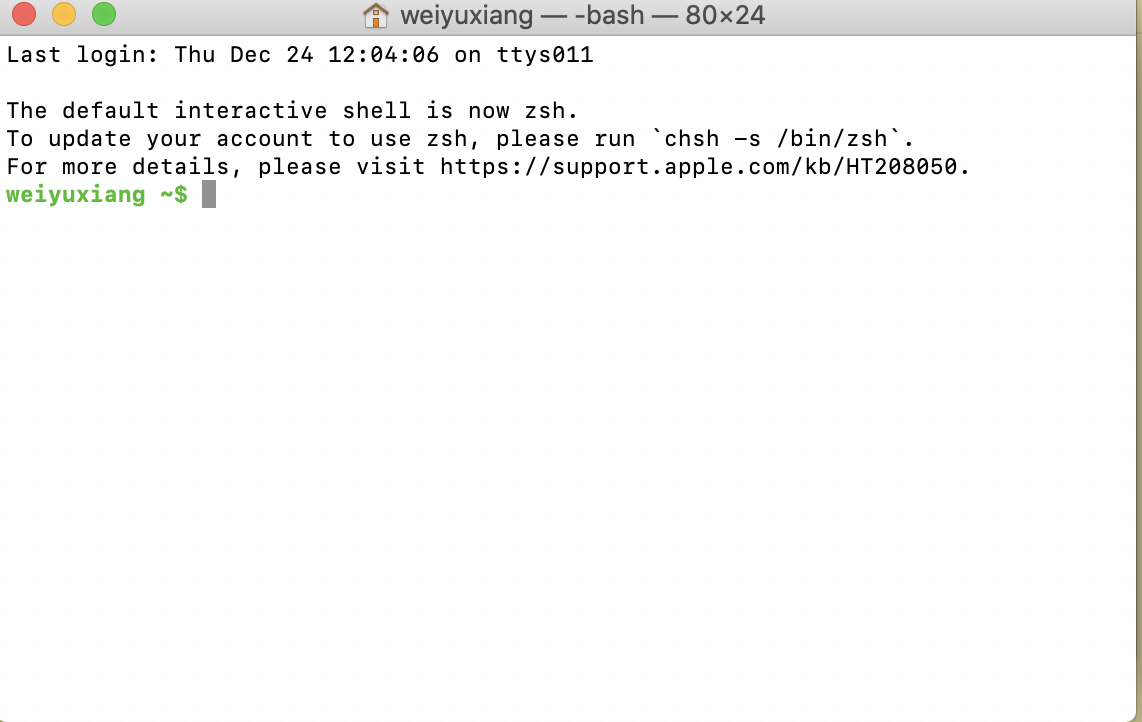 weiyuxiang — -bash — 80×24
Last login: Thu Dec 24 12:04:06 on ttys011
The default interactive shell is now zsh.
To update your account to use zsh, please run `chsh -s /bin/zsh`.
For more details, please visit https://support.apple.com/kb/HT208050.
weiyuxiang ~$